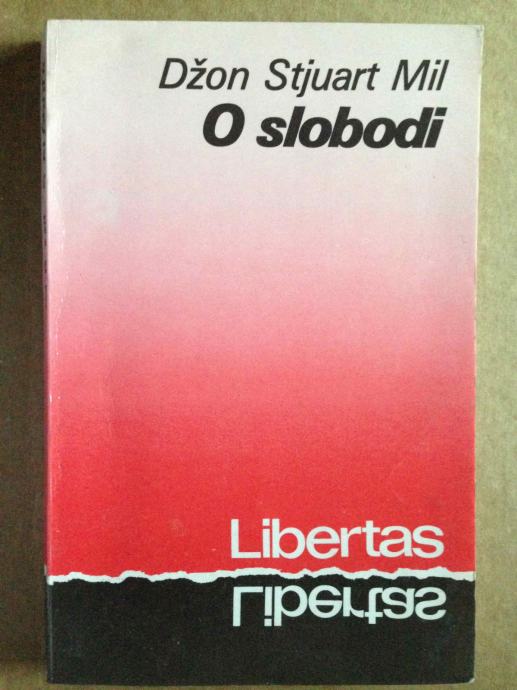 Džon Stjuart Mil
O slobodi
Libertas
Libertas